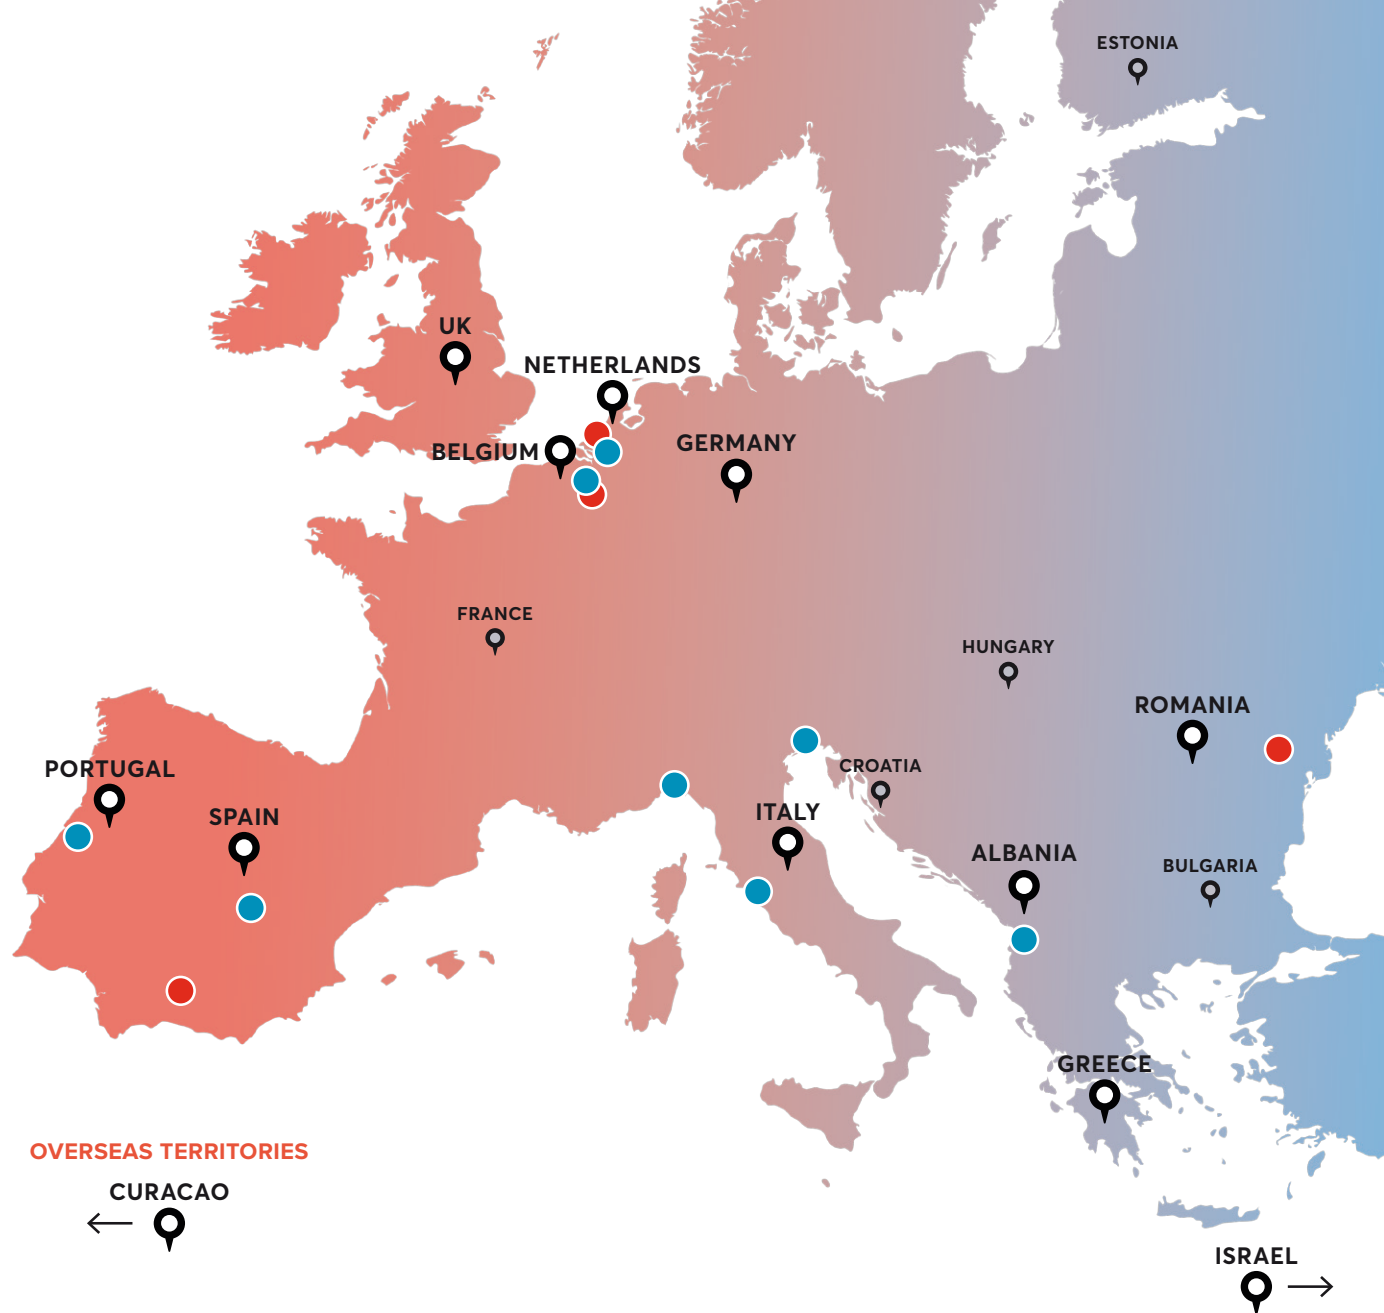 ESTONIA
UK
NETHERLANDS
BELGIUM
GERMANY
FRANCE
HUNGARY
ROMANIA
PORTUGAL
CROATIA
SPAIN
ITALY
ALBANIA
BULGARIA
GREECE
OVERSEAS TERRITORIES
CURACAO
ISRAEL